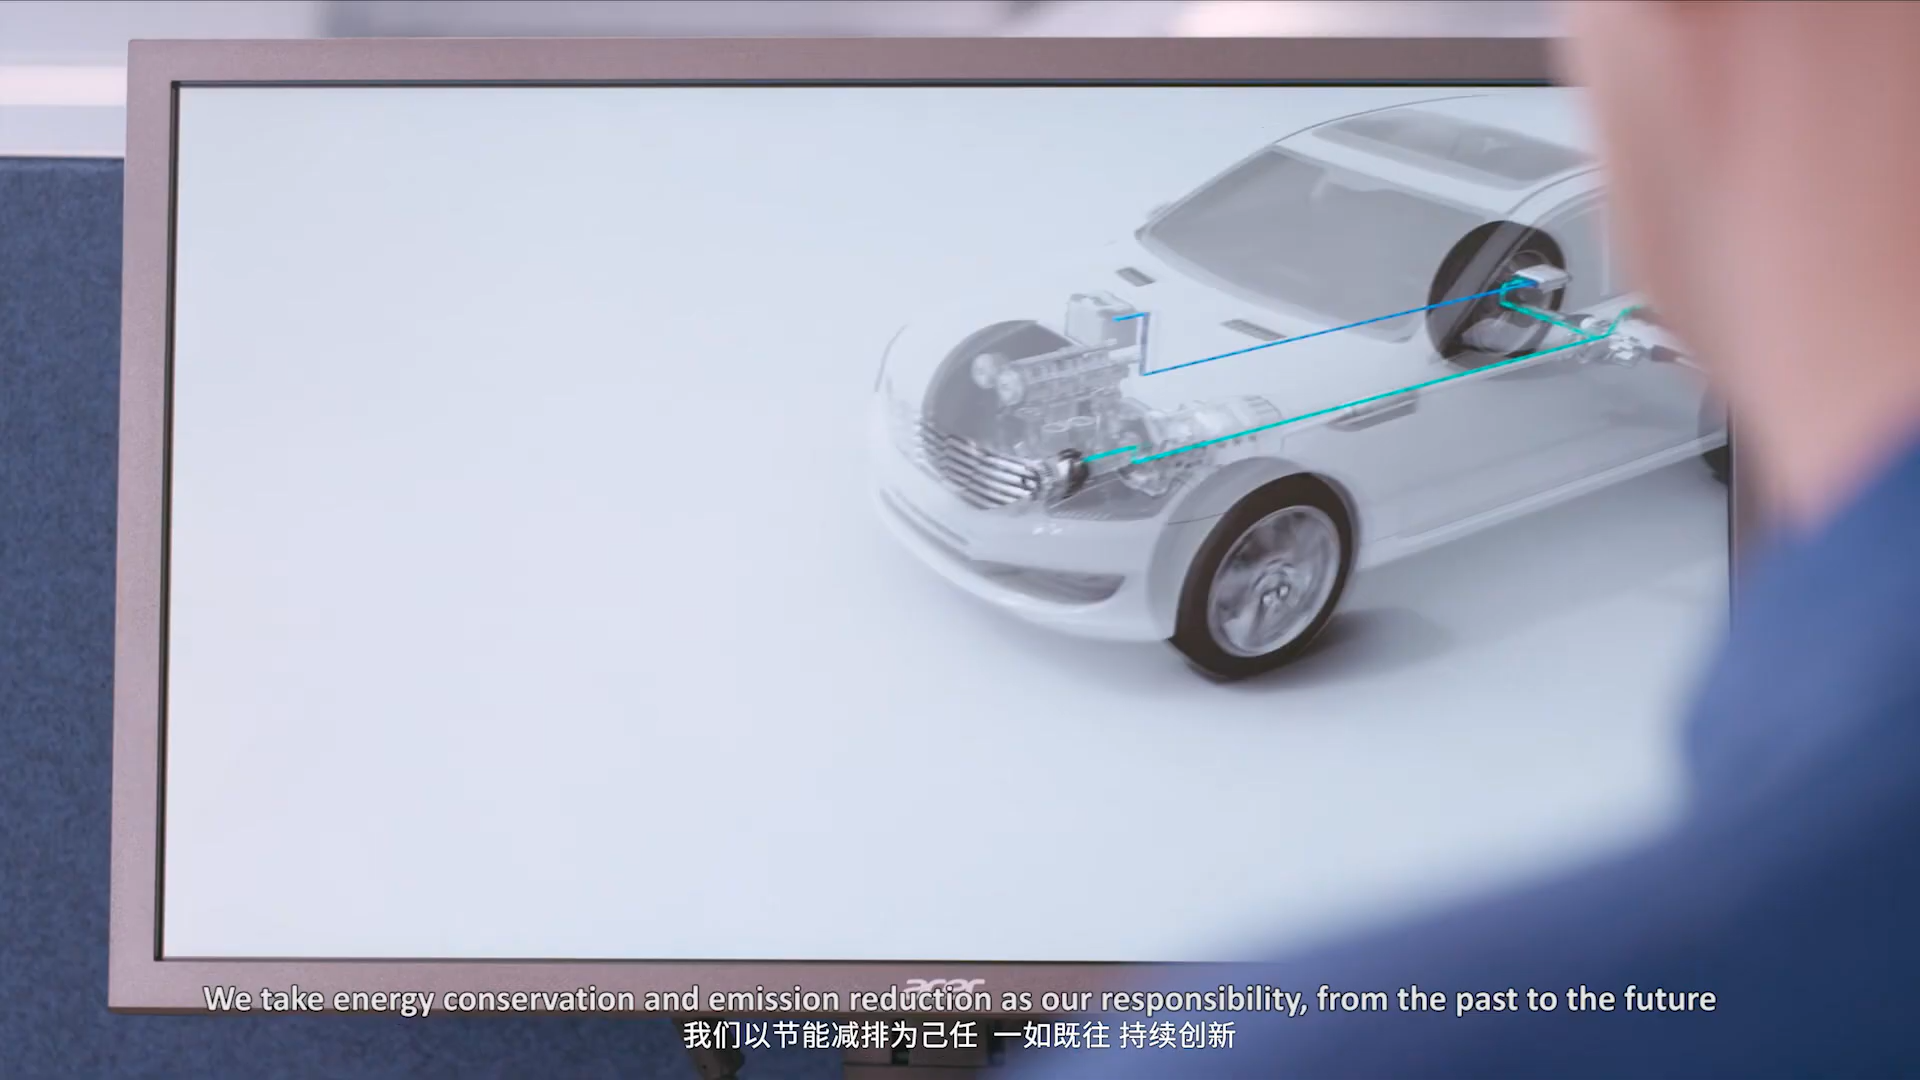 acer
We take energy conservation and emission reduction as our responsibility, from the past to the future
我们以节能减排为己任 一如既往 持续创新